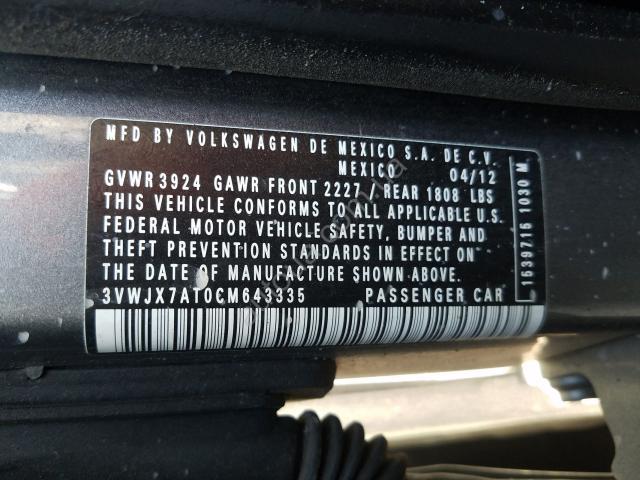 MFD BY VOLKSWAGEN DE MEXICO S.A. DE C.V.
MEXICO 04/12
GVWR 3924 GAWR FRONT 2227 / REAR 1808 LBS
THIS VEHICLE CONFORMS TO ALL APPLICABLE U.S.
FEDERAL MOTOR VEHICLE SAFETY, BUMPER AND
THEFT PREVENTION STANDARDS IN EFFECT ON
THE DATE OF MANUFACTURE SHOWN ABOVE.
3VWJX7AT0CM643335 PASSENGER CAR
1639716 1030 M